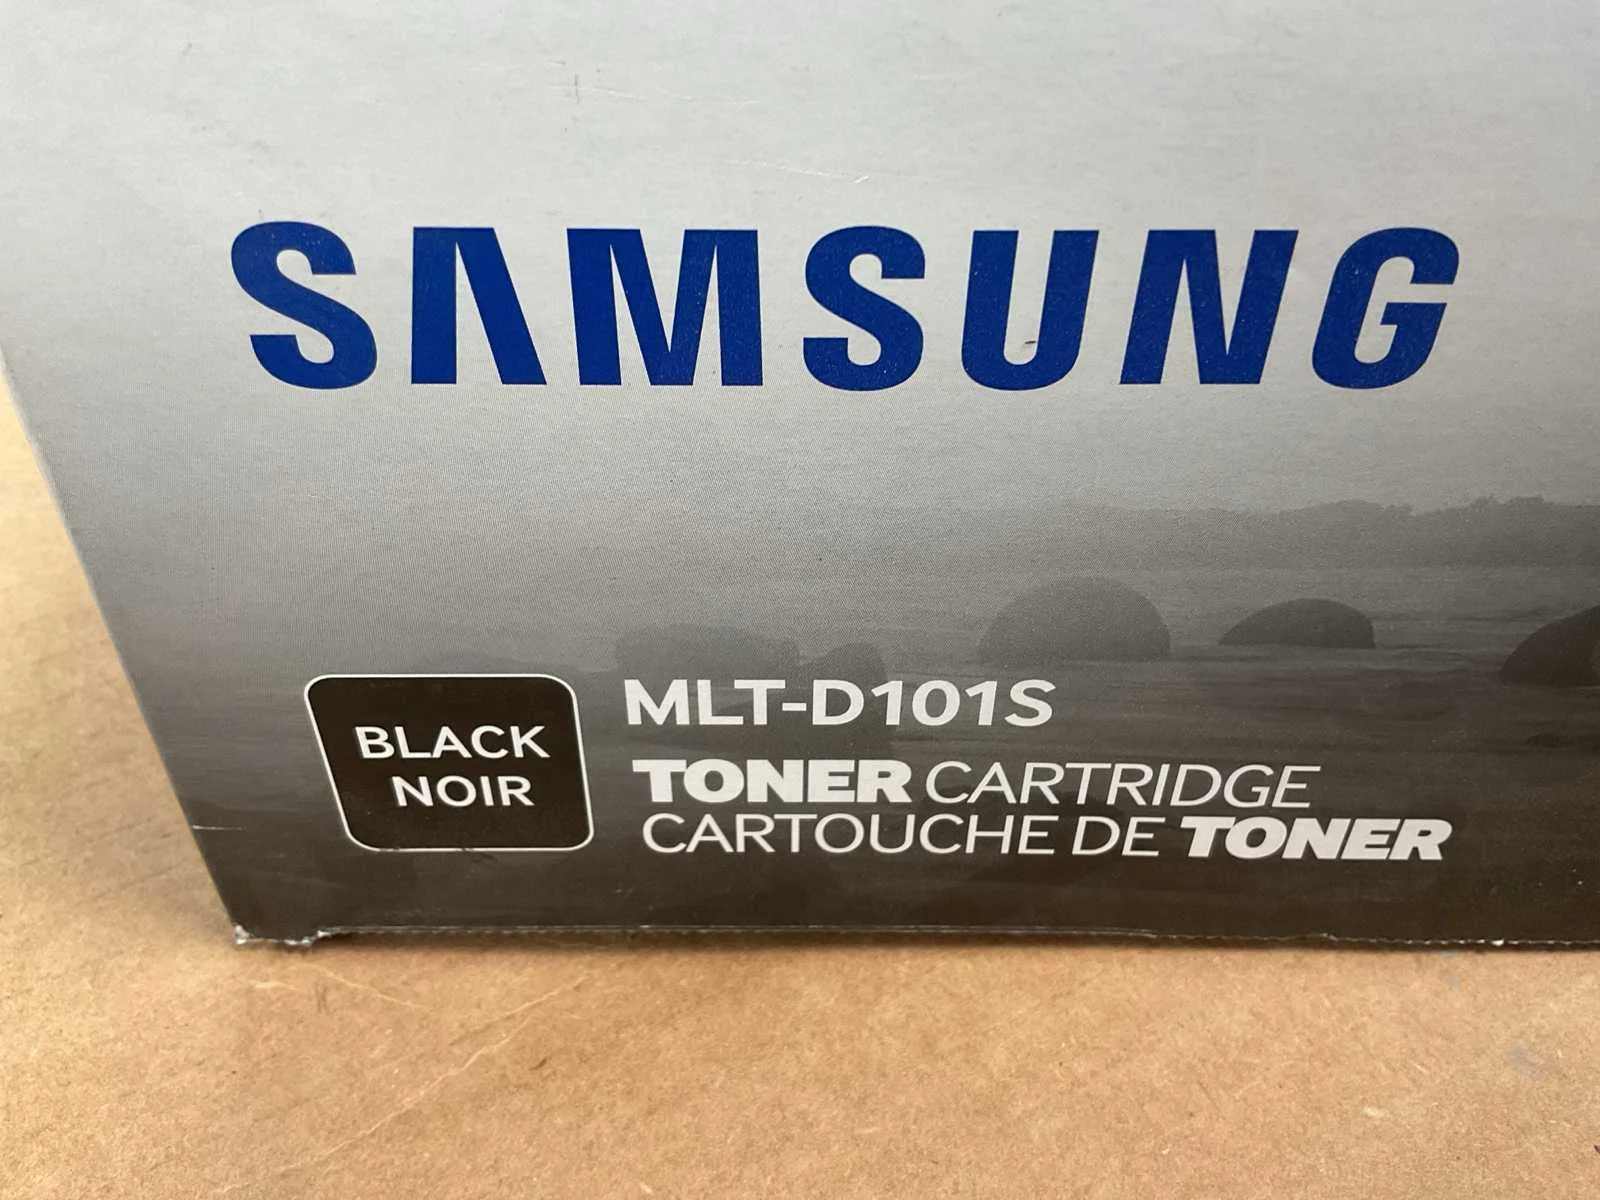 SAMSUNG
BLACK
NOIR
MLT-D101S
TONER CARTRIDGE
CARTOUCHE DE TONER